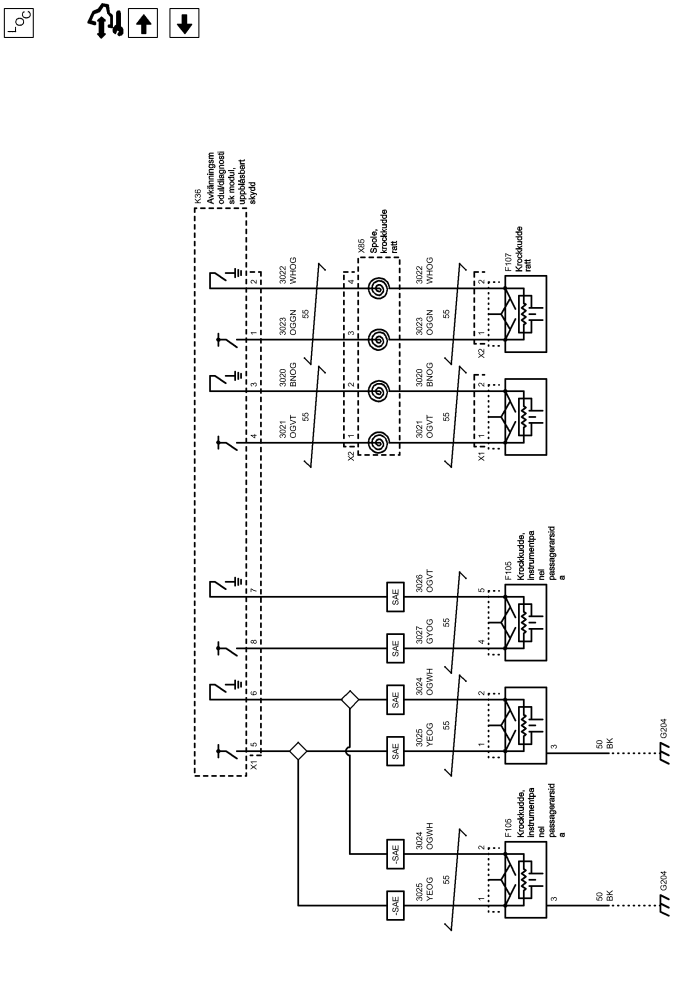 LOC
K36
Avkänningsm
odul/diagnosti
sk modul,
uppblåsbart
skydd
2
1
3
4
7
8
6
5
X1
3022
WHOG
3023
OGGN
3020
BNOG
3021
OGVT
55
55
4
3
2
1
X2
X85
Spole,
krockkudde
ratt
3022
WHOG
3023
OGGN
3020
BNOG
3021
OGVT
55
55
2
1
X2
2
1
X1
F107
Krockkudde
ratt
SAE
SAE
SAE
SAE
-SAE
-SAE
3026
OGVT
3027
GYOG
3024
OGWH
3025
YEOG
3024
OGWH
3025
YEOG
55
55
55
5
4
2
1
2
1
F105
Krockkudde,
instrumentpa
nel
passagerarsid
a
3
50
BK
G204
F105
Krockkudde,
instrumentpa
nel
passagerarsid
a
3
50
BK
G204